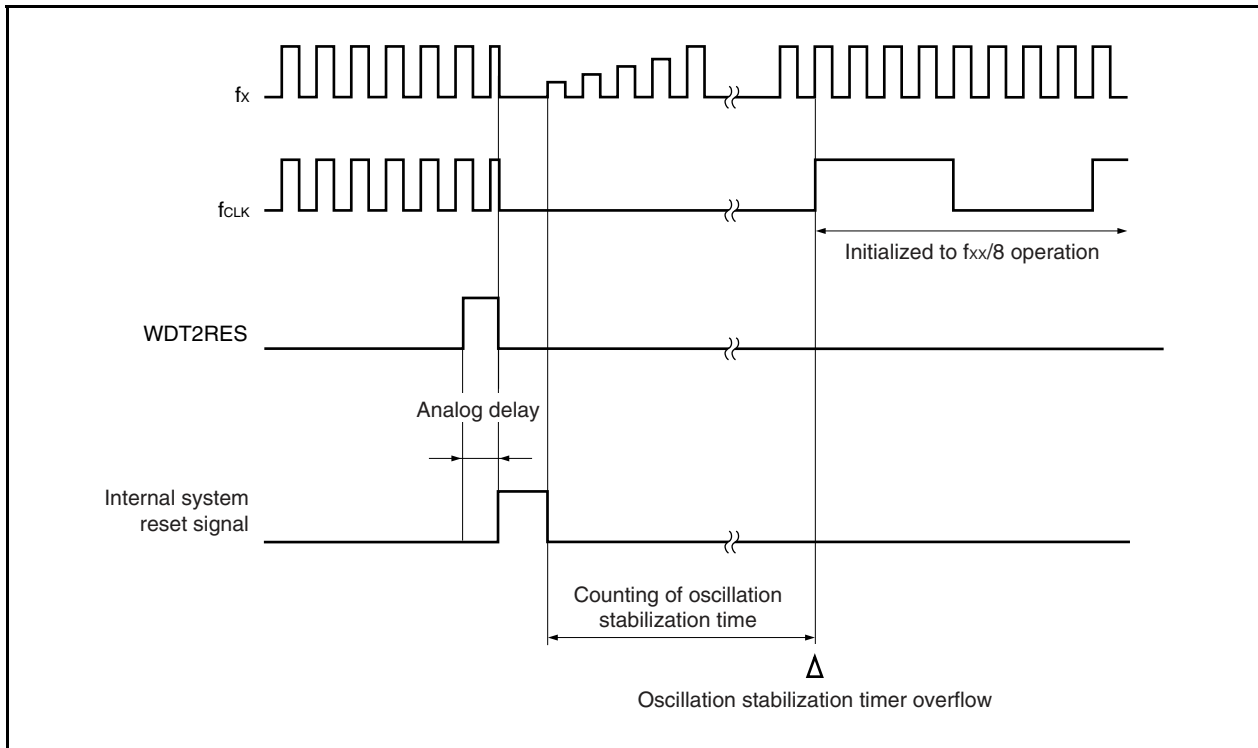 fX
fCLK
Initialized to fXX/8 operation
WDT2RES
Analog delay
Internal system
reset signal
Counting of oscillation
stabilization time
Oscillation stabilization timer overflow